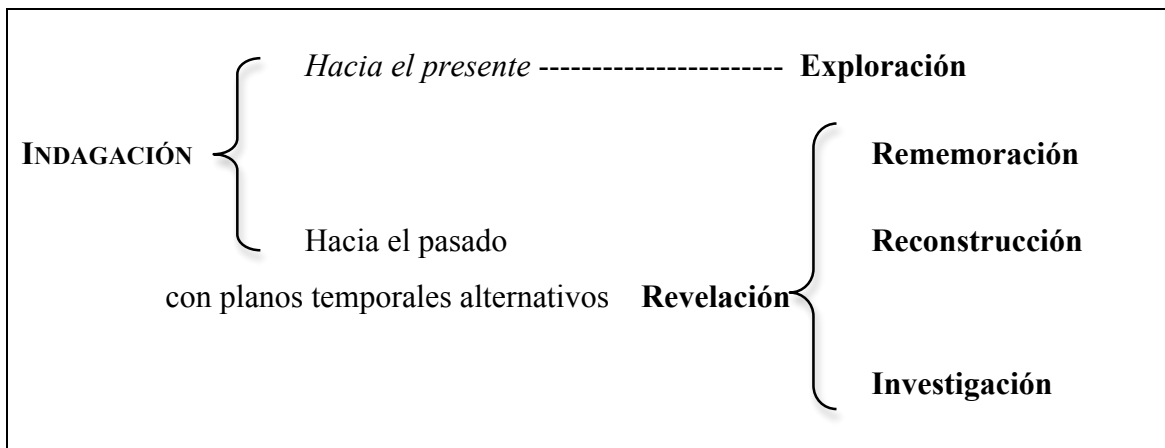 Hacia el presente ----------------------- Exploración
INDAGACIÓN
Rememoración
Hacia el pasado
Reconstrucción
con planos temporales alternativos Revelación
Investigación